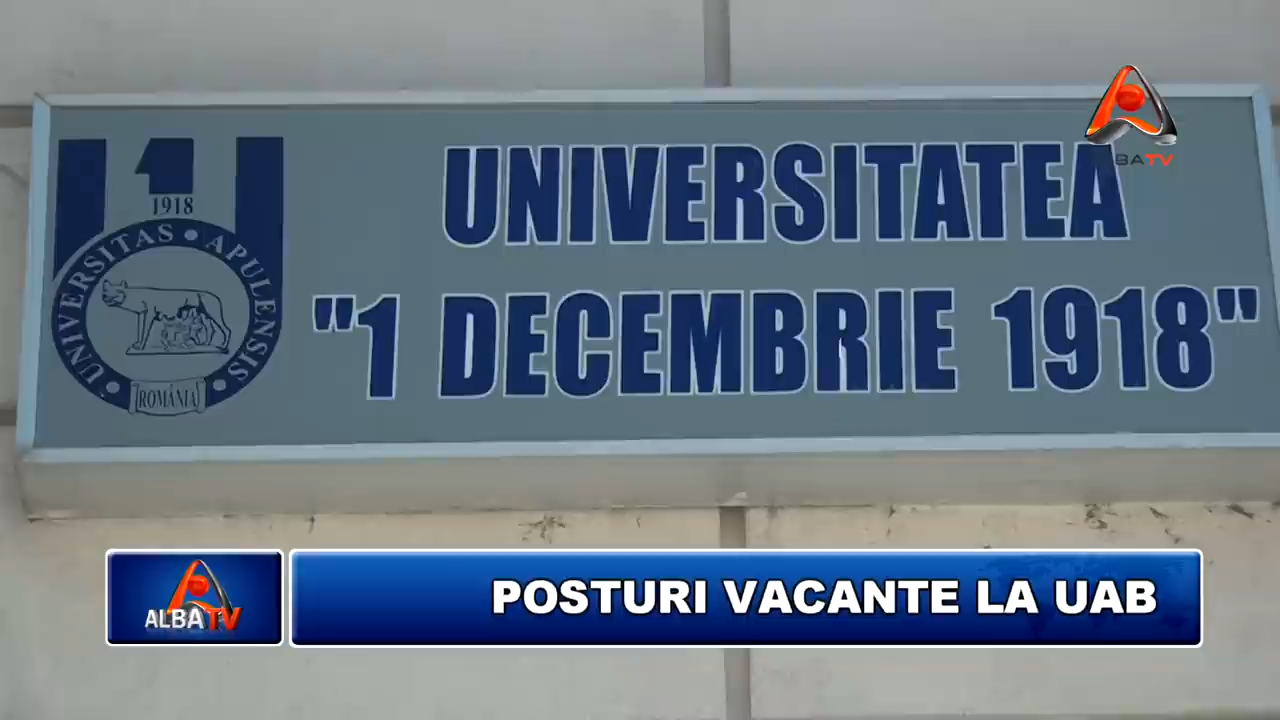 ALBATV
UNIVERSITATEA
"1 DECEMBRIE 1918"
1918
UNIVERSITAS • APULENSIS
ROMÂNIA
ALBATV
POSTURI VACANTE LA UAB